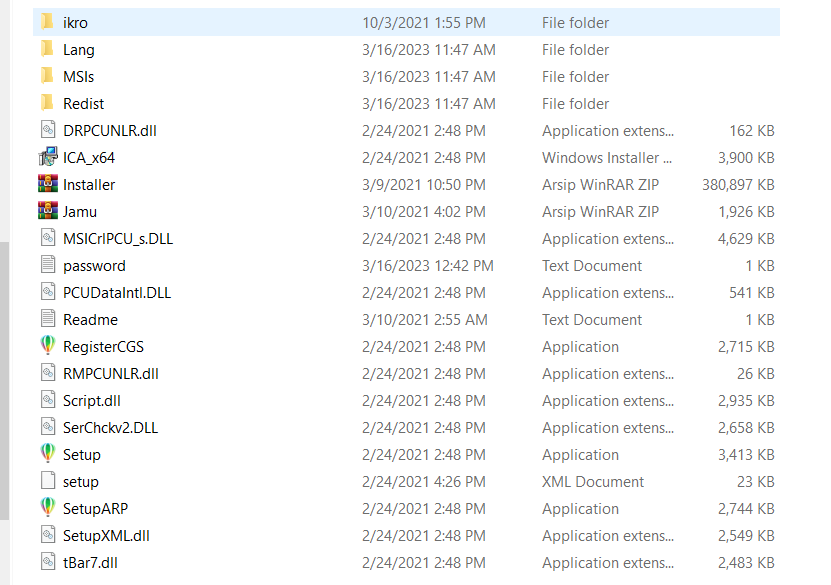 ikro 10/3/2021 1:55 PM File folder
Lang 3/16/2023 11:47 AM File folder
MSIs 3/16/2023 11:47 AM File folder
Redist 3/16/2023 11:47 AM File folder
DRPCUNLR.dll 2/24/2021 2:48 PM Application extens... 162 KB
ICA_x64 2/24/2021 2:48 PM Windows Installer ... 3,900 KB
Installer 3/9/2021 10:50 PM Arsip WinRAR ZIP 380,897 KB
Jamu 3/10/2021 4:02 PM Arsip WinRAR ZIP 1,926 KB
MSICrlPCU_s.DLL 2/24/2021 2:48 PM Application extens... 4,629 KB
password 3/16/2023 12:42 PM Text Document 1 KB
PCUDataIntl.DLL 2/24/2021 2:48 PM Application extens... 541 KB
Readme 3/10/2021 2:55 AM Text Document 1 KB
RegisterCGS 2/24/2021 2:48 PM Application 2,715 KB
RMPCUNLR.dll 2/24/2021 2:48 PM Application extens... 26 KB
Script.dll 2/24/2021 2:48 PM Application extens... 2,935 KB
SerChckv2.DLL 2/24/2021 2:48 PM Application extens... 2,658 KB
Setup 2/24/2021 2:48 PM Application 3,413 KB
setup 2/24/2021 4:26 PM XML Document 23 KB
SetupARP 2/24/2021 2:48 PM Application 2,744 KB
SetupXML.dll 2/24/2021 2:48 PM Application extens... 2,549 KB
tBar7.dll 2/24/2021 2:48 PM Application extens... 2,483 KB